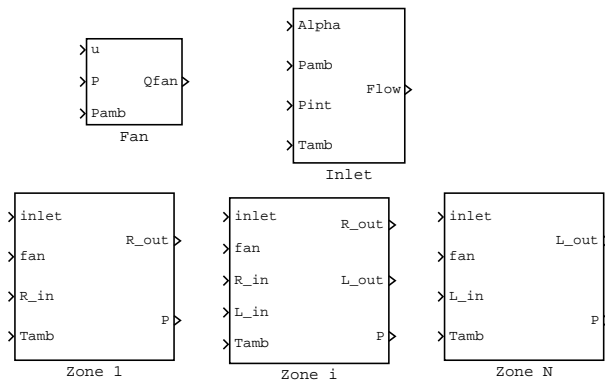 u
P
Qfan
Pamb
Fan
Alpha
Pamb
Flow
Pint
Tamb
Inlet
inlet
R_out
fan
R_in
P
Tamb
Zone 1
inlet
R_out
fan
R_in
L_out
L_in
P
Tamb
Zone i
inlet
L_out
fan
L_in
P
Tamb
Zone N